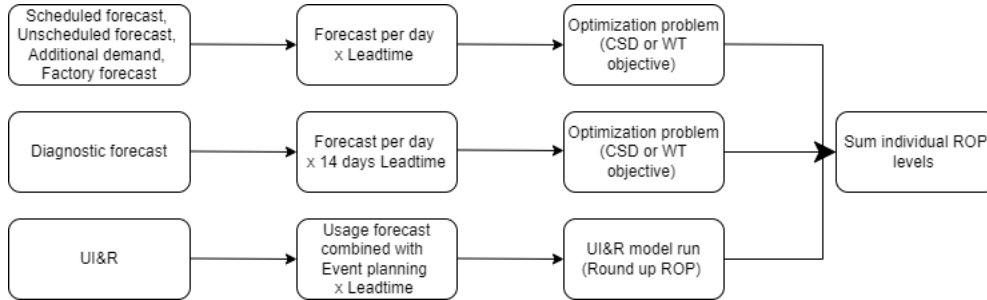 Scheduled forecast,
Unscheduled forecast,
Additional demand,
Factory forecast
Forecast per day
x Leadtime
Optimization problem
(CSD or WT
objective)
Diagnostic forecast
Forecast per day
x 14 days Leadtime
Optimization problem
(CSD or WT
objective)
Sum individual ROP
levels
UI&R
Usage forecast
combined with
Event planning
x Leadtime
UI&R model run
(Round up ROP)